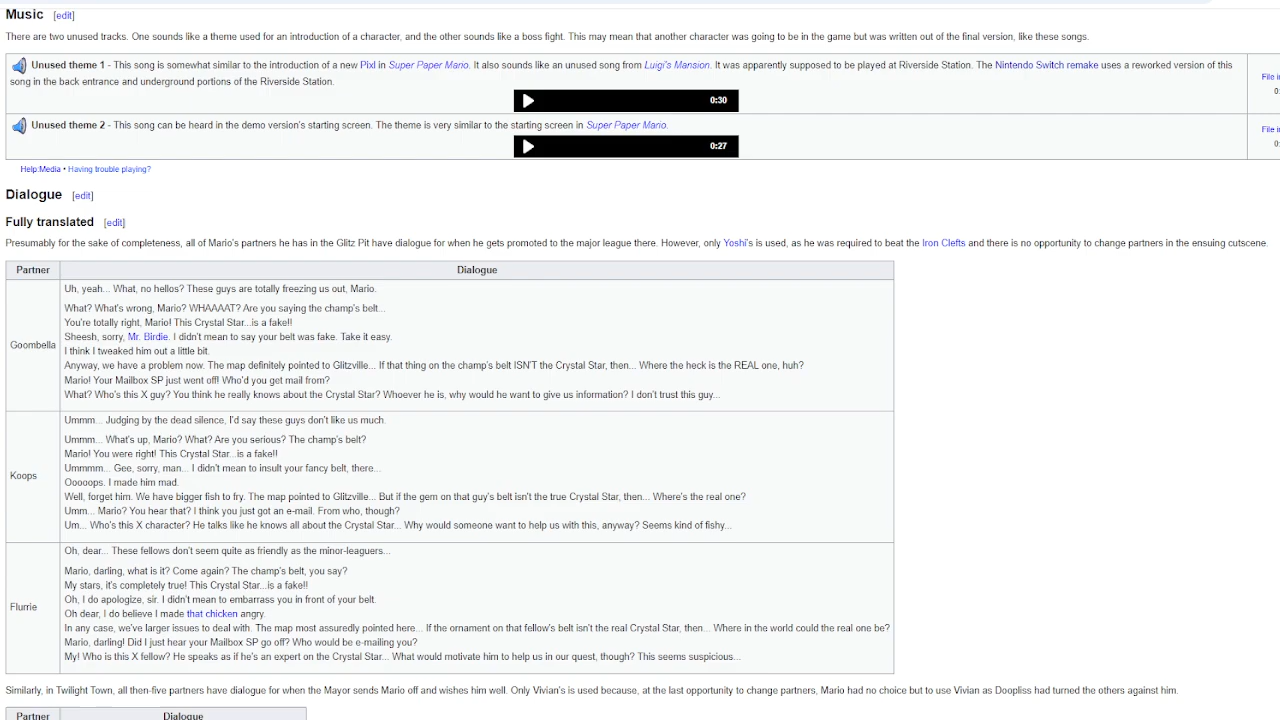 Music [edit]
There are two unused tracks. One sounds like a theme used for an introduction of a character, and the other sounds like a boss fight. This may mean that another character was going to be in the game but was written out of the final version, like these songs.
Unused theme 1 - This song is somewhat similar to the introduction of a new Pixl in Super Paper Mario. It also sounds like an unused song from Luigi's Mansion. It was apparently supposed to be played at Riverside Station. The Nintendo Switch remake uses a reworked version of this
song in the back entrance and underground portions of the Riverside Station.
File i
0:
0:30
Unused theme 2 - This song can be heard in the demo version's starting screen. The theme is very similar to the starting screen in Super Paper Mario.
File i
0:
0:27
Help:Media • Having trouble playing?
Dialogue [edit]
Fully translated [edit]
Presumably for the sake of completeness, all of Mario's partners he has in the Glitz Pit have dialogue for when he gets promoted to the major league there. However, only Yoshi's is used, as he was required to beat the Iron Clefts and there is no opportunity to change partners in the ensuing cutscene.
Partner Dialogue
Goombella
Uh, yeah... What, no hellos? These guys are totally freezing us out, Mario.
What? What's wrong, Mario? WHAAAAT? Are you saying the champ's belt...
You're totally right, Mario! This Crystal Star...is a fake!!
Sheesh, sorry, Mr. Birdie. I didn't mean to say your belt was fake. Take it easy.
I think I tweaked him out a little bit.
Anyway, we have a problem now. The map definitely pointed to Glitzville... If that thing on the champ's belt ISN'T the Crystal Star, then... Where the heck is the REAL one, huh?
Mario! Your Mailbox SP just went off! Who'd you get mail from?
What? Who's this X guy? You think he really knows about the Crystal Star? Whoever he is, why would he want to give us information? I don't trust this guy...
Koops
Ummm... Judging by the dead silence, I'd say these guys don't like us much.
Ummm... What's up, Mario? What? Are you serious? The champ's belt?
Mario! You were right! This Crystal Star...is a fake!!
Ummmm... Gee, sorry, man... I didn't mean to insult your fancy belt, there...
Ooooops. I made him mad.
Well, forget him. We have bigger fish to fry. The map pointed to Glitzville... But if the gem on that guy's belt isn't the true Crystal Star, then... Where's the real one?
Umm... Mario? You hear that? I think you just got an e-mail. From who, though?
Um... Who's this X character? He talks like he knows all about the Crystal Star... Why would someone want to help us with this, anyway? Seems kind of fishy...
Flurrie
Oh, dear... These fellows don't seem quite as friendly as the minor-leaguers...
Mario, darling, what is it? Come again? The champ's belt, you say?
My stars, it's completely true! This Crystal Star...is a fake!!
Oh, I do apologize, sir. I didn't mean to embarrass you in front of your belt.
Oh dear, I do believe I made that chicken angry.
In any case, we've larger issues to deal with. The map most assuredly pointed here... If the ornament on that fellow's belt isn't the real Crystal Star, then... Where in the world could the real one be?
Mario, darling! Did I just hear your Mailbox SP go off? Who would be e-mailing you?
My! Who is this X fellow? He speaks as if he's an expert on the Crystal Star... What would motivate him to help us in our quest, though? This seems suspicious...
Similarly, in Twilight Town, all then-five partners have dialogue for when the Mayor sends Mario off and wishes him well. Only Vivian's is used because, at the last opportunity to change partners, Mario had no choice but to use Vivian as Doopliss had turned the others against him.
Partner Dialogue